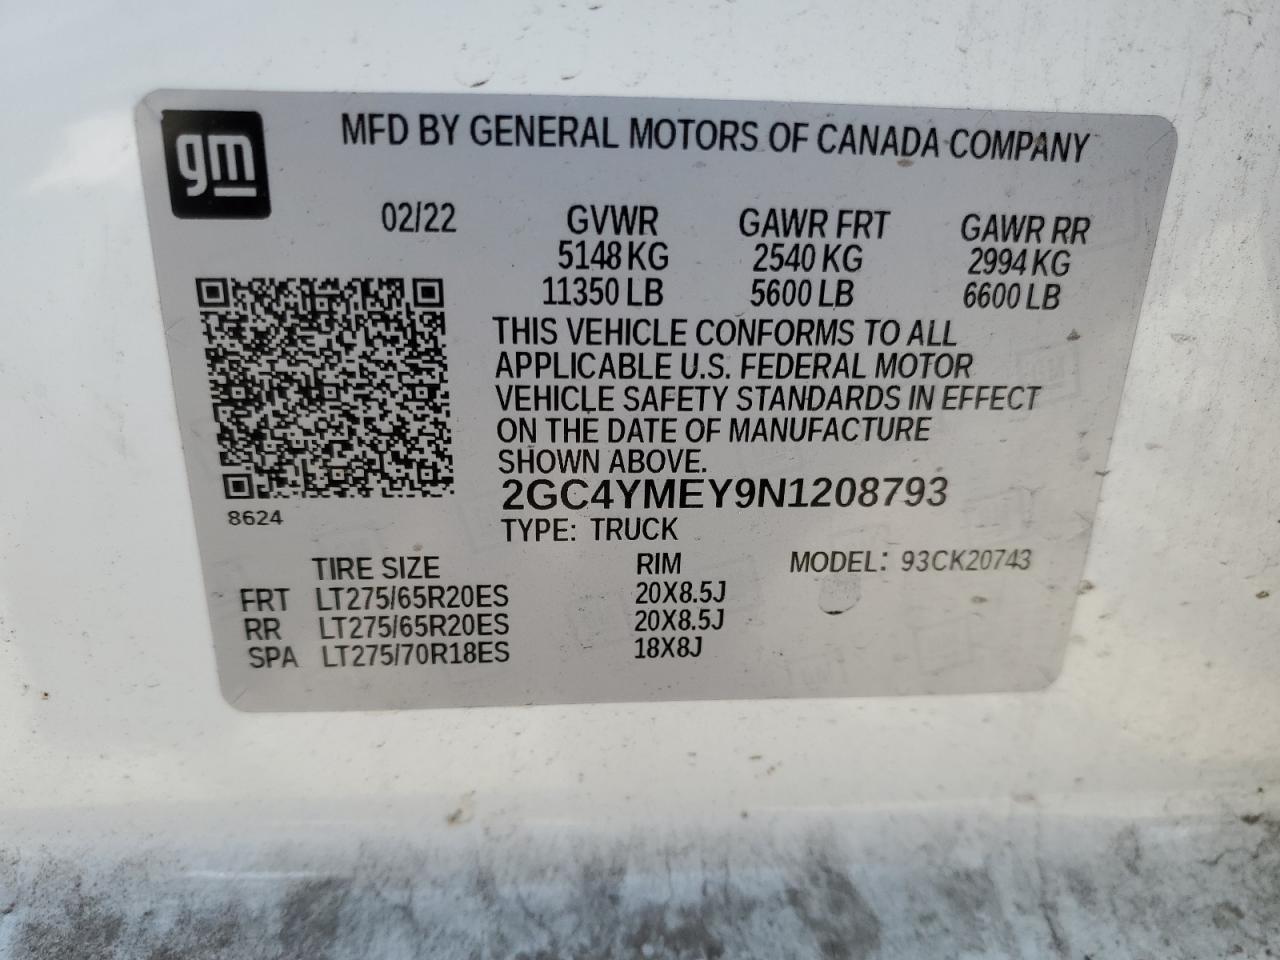 gm
MFD BY GENERAL MOTORS OF CANADA COMPANY
02/22 GVWR GAWR FRT GAWR RR
5148 KG 2540 KG 2994 KG
11350 LB 5600 LB 6600 LB
THIS VEHICLE CONFORMS TO ALL
APPLICABLE U.S. FEDERAL MOTOR
VEHICLE SAFETY STANDARDS IN EFFECT
ON THE DATE OF MANUFACTURE
SHOWN ABOVE.
2GC4YMEY9N1208793
8624
TYPE: TRUCK
TIRE SIZE RIM MODEL: 93CK20743
FRT LT275/65R20ES 20X8.5J
RR LT275/65R20ES 20X8.5J
SPA LT275/70R18ES 18X8J